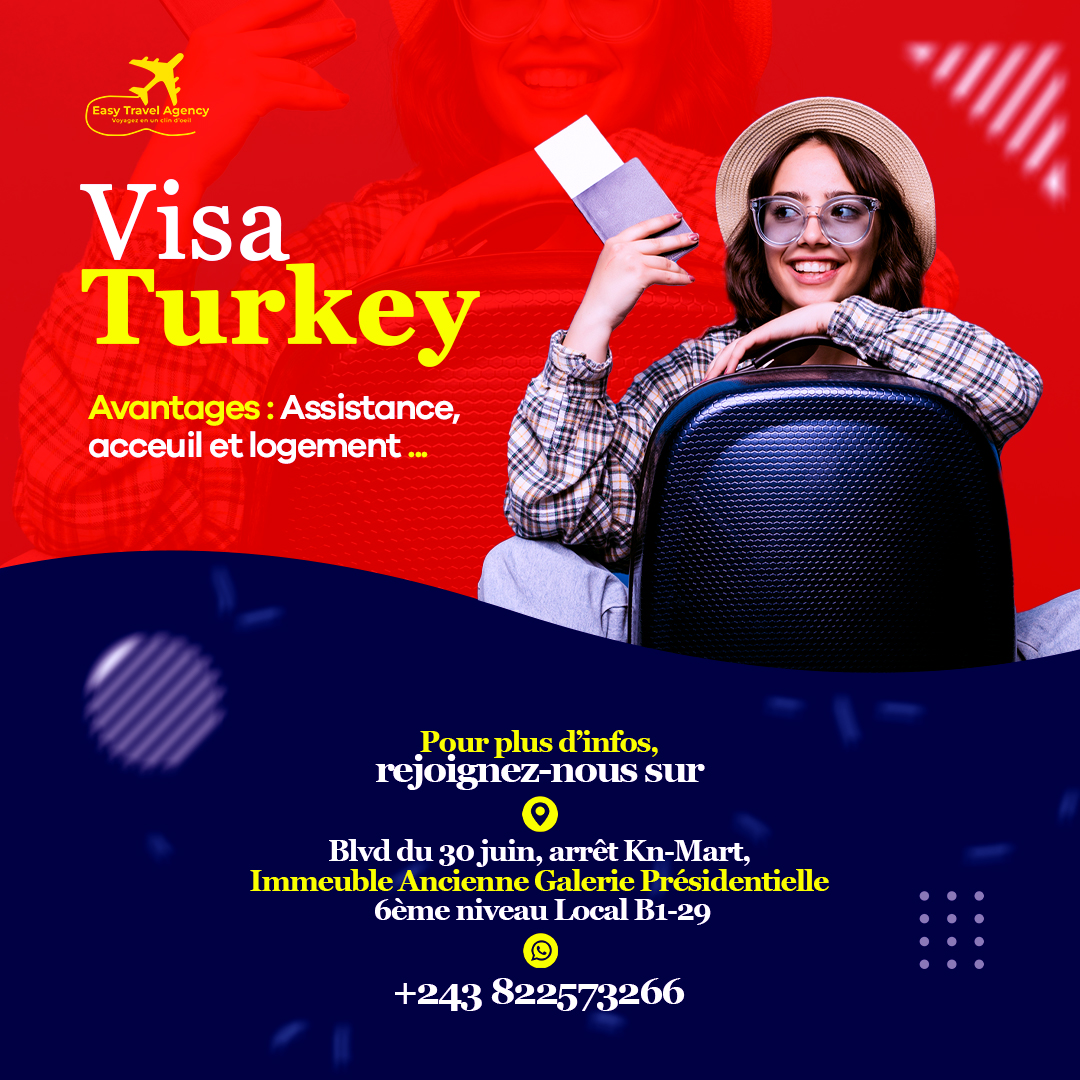 Easy Travel Agency
Voyagez en un clin d'oeil
Visa
Turkey
Avantages : Assistance,
acceuil et logement ...
Pour plus d'infos,
rejoignez-nous sur
Blvd du 30 juin, arrêt Kn-Mart,
Immeuble Ancienne Galerie Présidentielle
6ème niveau Local B1-29
+243 822573266